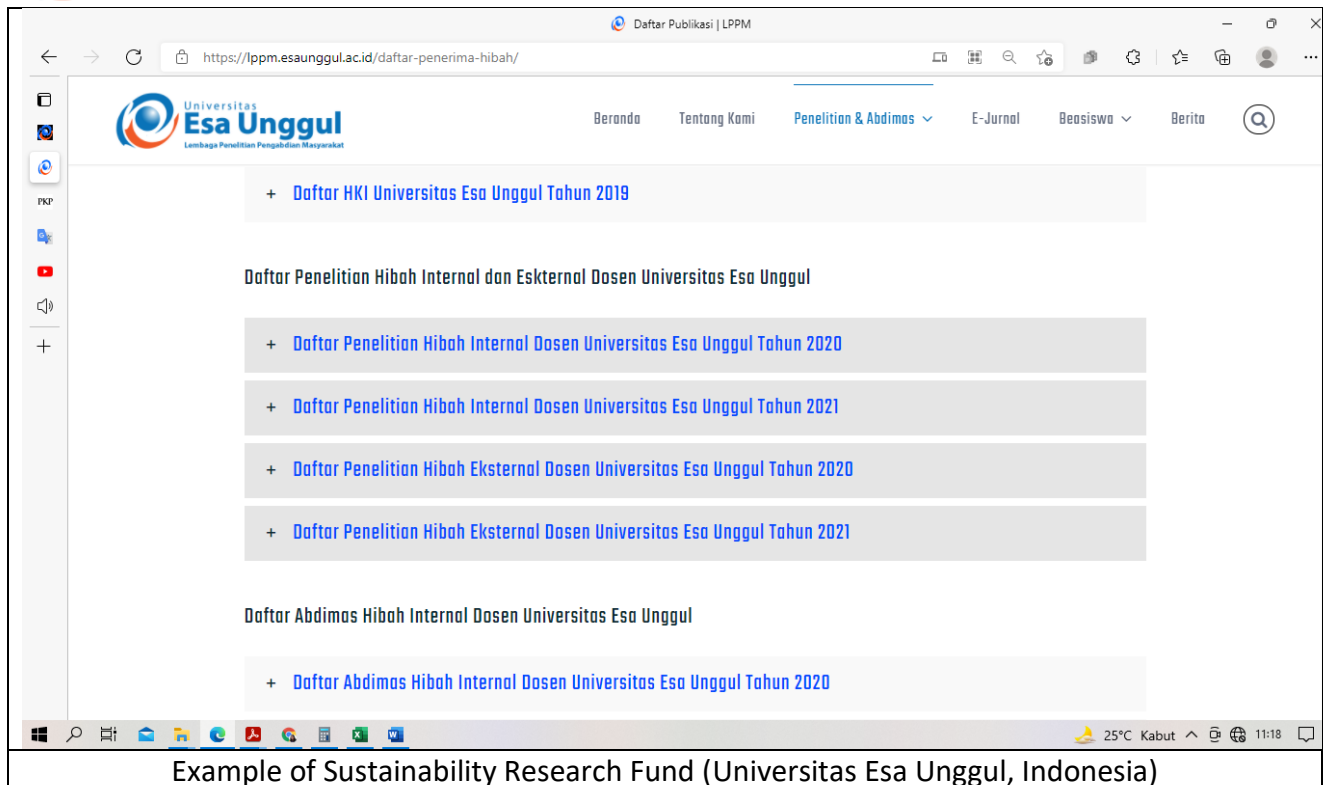 Daftar Publikasi | LPPM
https://lppm.esaunggul.ac.id/daftar-penerima-hibah/
Universitas
Esa Unggul
Lembaga Penelitian Pengabdian Masyarakat
Beranda Tentang Kami Penelitian & Abdimas E-Jurnal Beasiswa Berita
PKP
+ Daftar HKI Universitas Esa Unggul Tahun 2019
Daftar Penelitian Hibah Internal dan Eskternal Dosen Universitas Esa Unggul
+ Daftar Penelitian Hibah Internal Dosen Universitas Esa Unggul Tahun 2020
+ Daftar Penelitian Hibah Internal Dosen Universitas Esa Unggul Tahun 2021
+ Daftar Penelitian Hibah Eksternal Dosen Universitas Esa Unggul Tahun 2020
+ Daftar Penelitian Hibah Eksternal Dosen Universitas Esa Unggul Tahun 2021
Daftar Abdimas Hibah Internal Dosen Universitas Esa Unggul
+ Daftar Abdimas Hibah Internal Dosen Universitas Esa Unggul Tahun 2020
25°C Kabut 11:18
Example of Sustainability Research Fund (Universitas Esa Unggul, Indonesia)